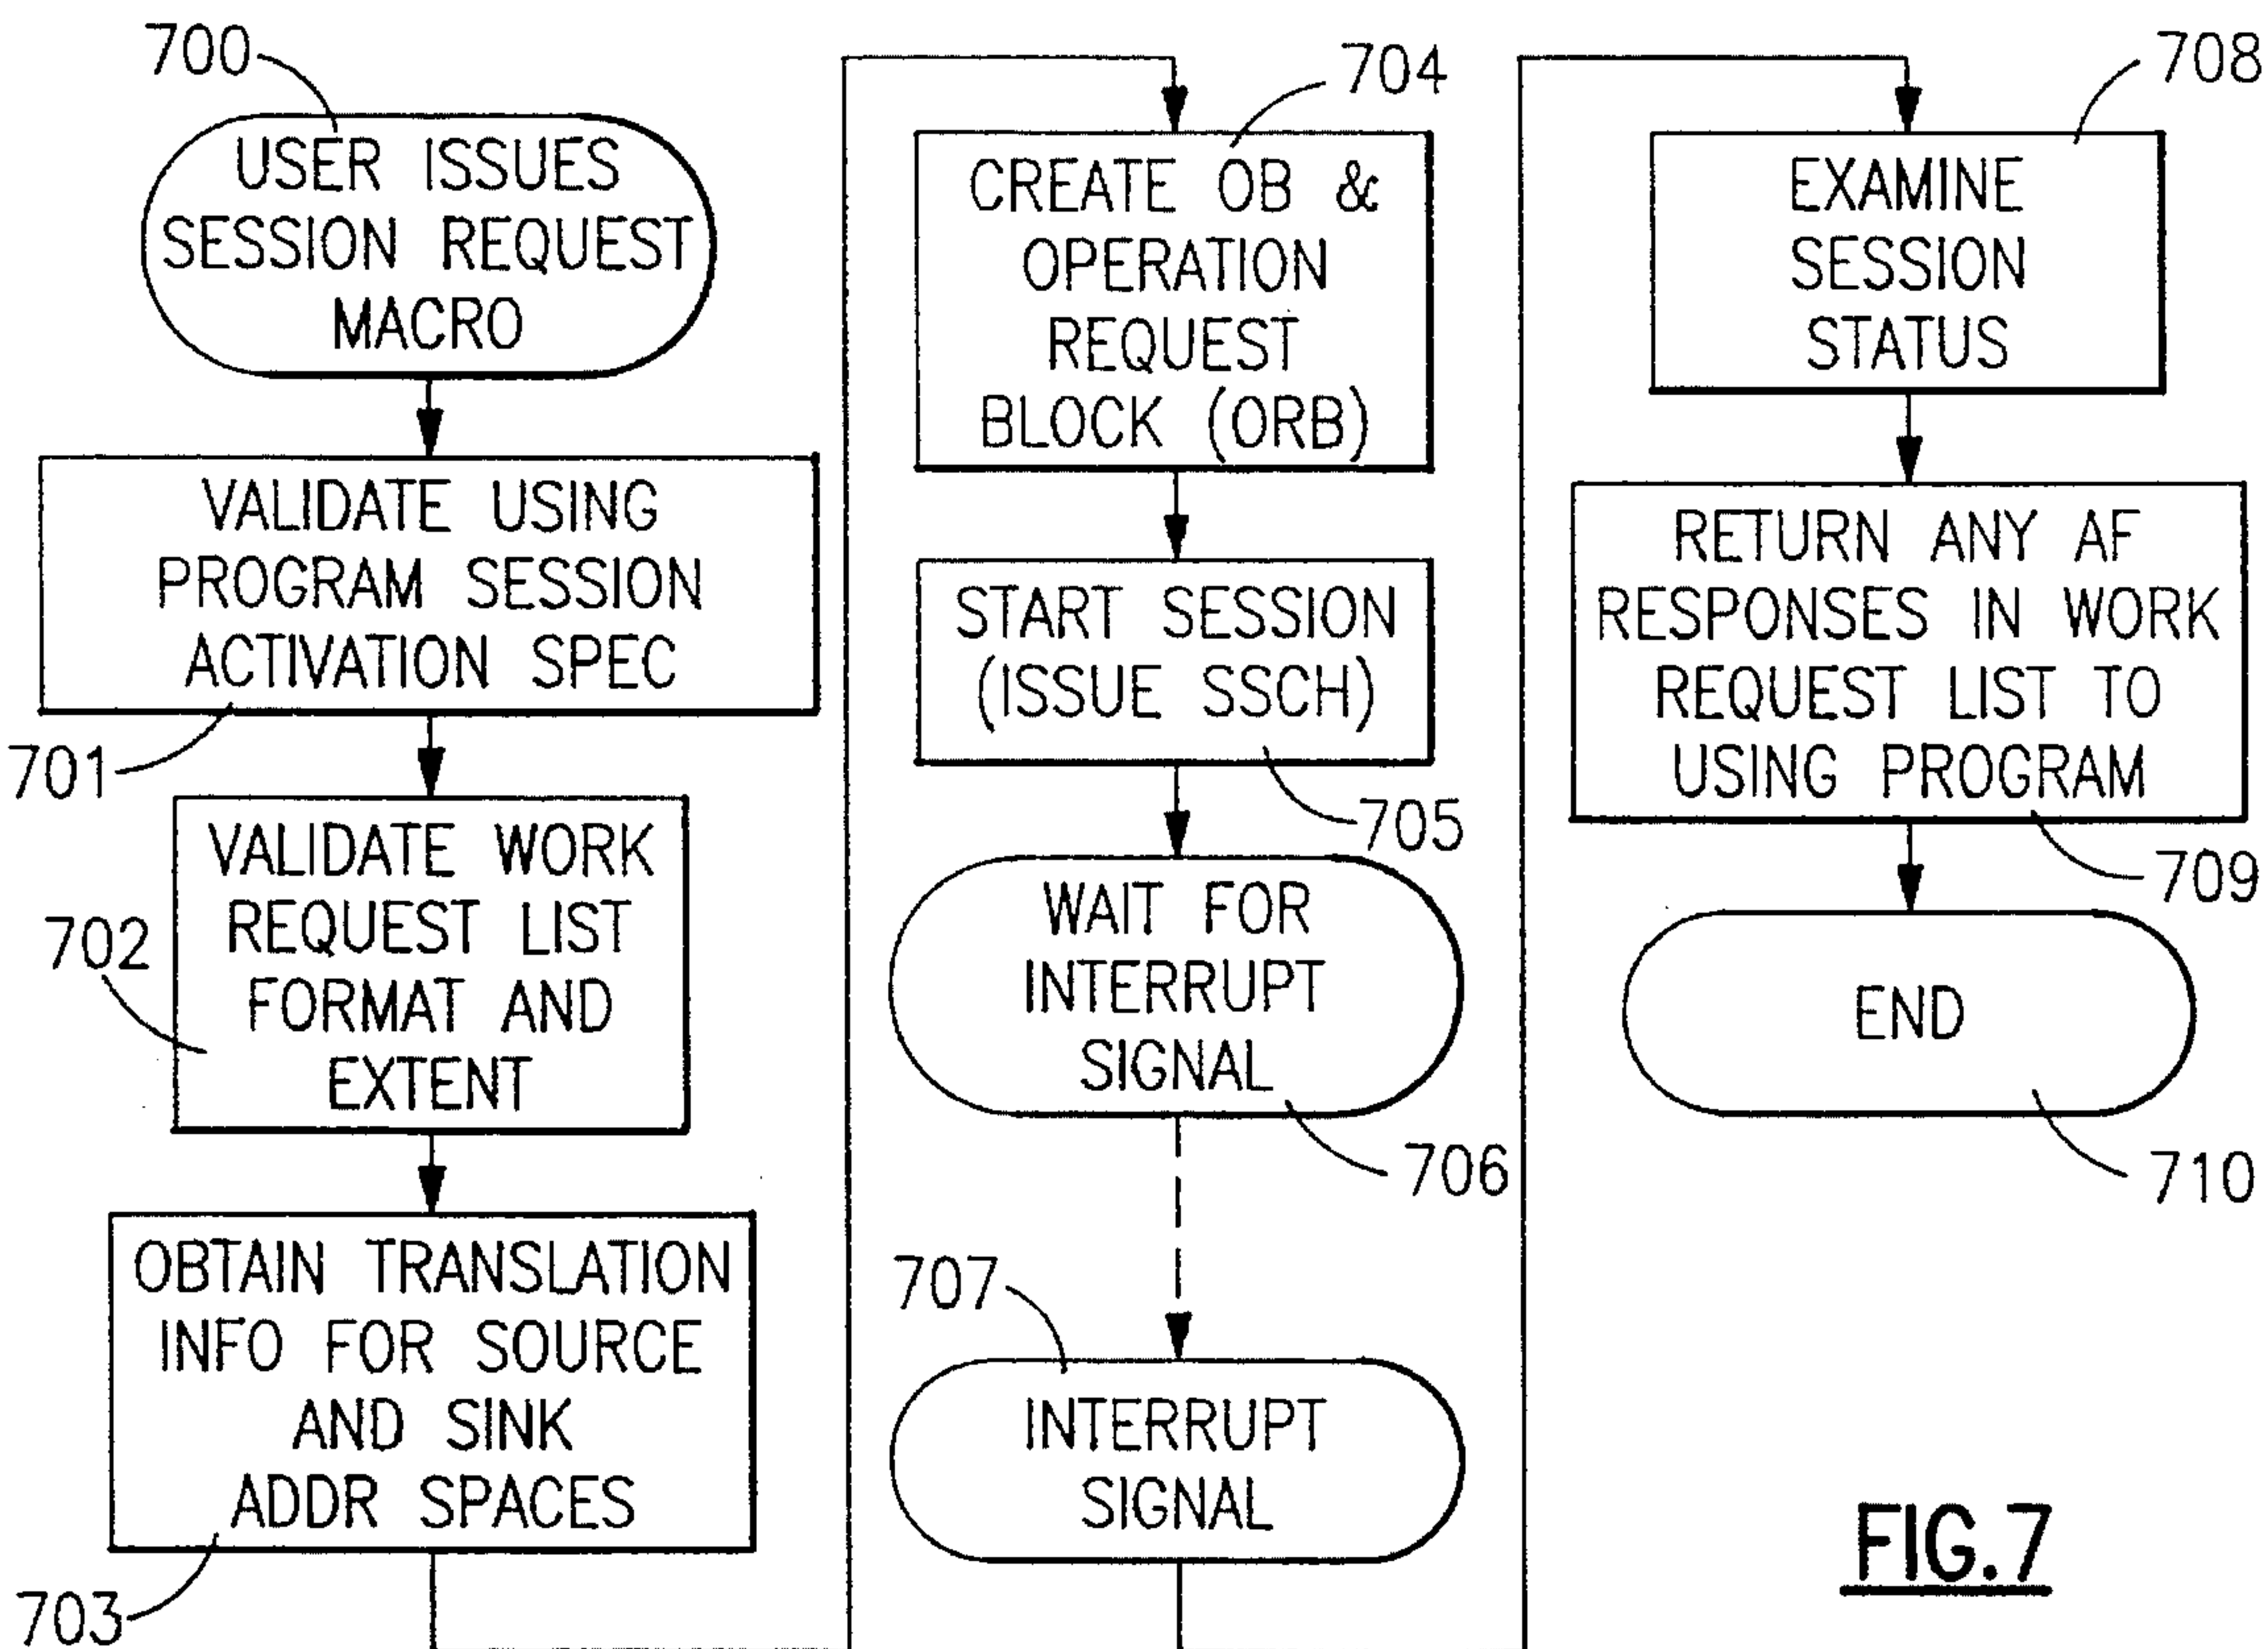 700
USER ISSUES
SESSION REQUEST
MACRO
VALIDATE USING
PROGRAM SESSION
ACTIVATION SPEC
701
VALIDATE WORK
REQUEST LIST
FORMAT AND
EXTENT
702
OBTAIN TRANSLATION
INFO FOR SOURCE
AND SINK
ADDR SPACES
703
704
CREATE OB &
OPERATION
REQUEST
BLOCK (ORB)
START SESSION
(ISSUE SSCH)
705
WAIT FOR
INTERRUPT
SIGNAL
706
707
INTERRUPT
SIGNAL
708
EXAMINE
SESSION
STATUS
RETURN ANY AF
RESPONSES IN WORK
REQUEST LIST TO
USING PROGRAM
709
END
710
FIG.7